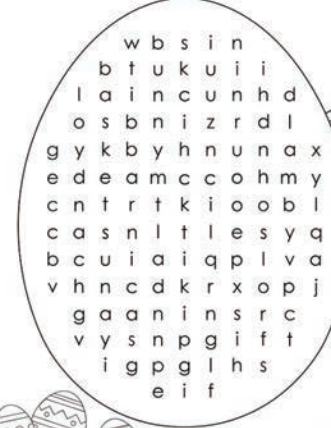 w b s i n
b t u k u i i
l a i n c u n h d
o s b n i z r d l
g y k b y h n u n a x
e d e a m c c o h m y
c n t r t k i o o b l
c a s n l t l e s y q
b c u i a i q p l v a
v h n c d k r x o p j
g a a n i n s r c
v y s n p g i f t
i g p g l h s
e i f